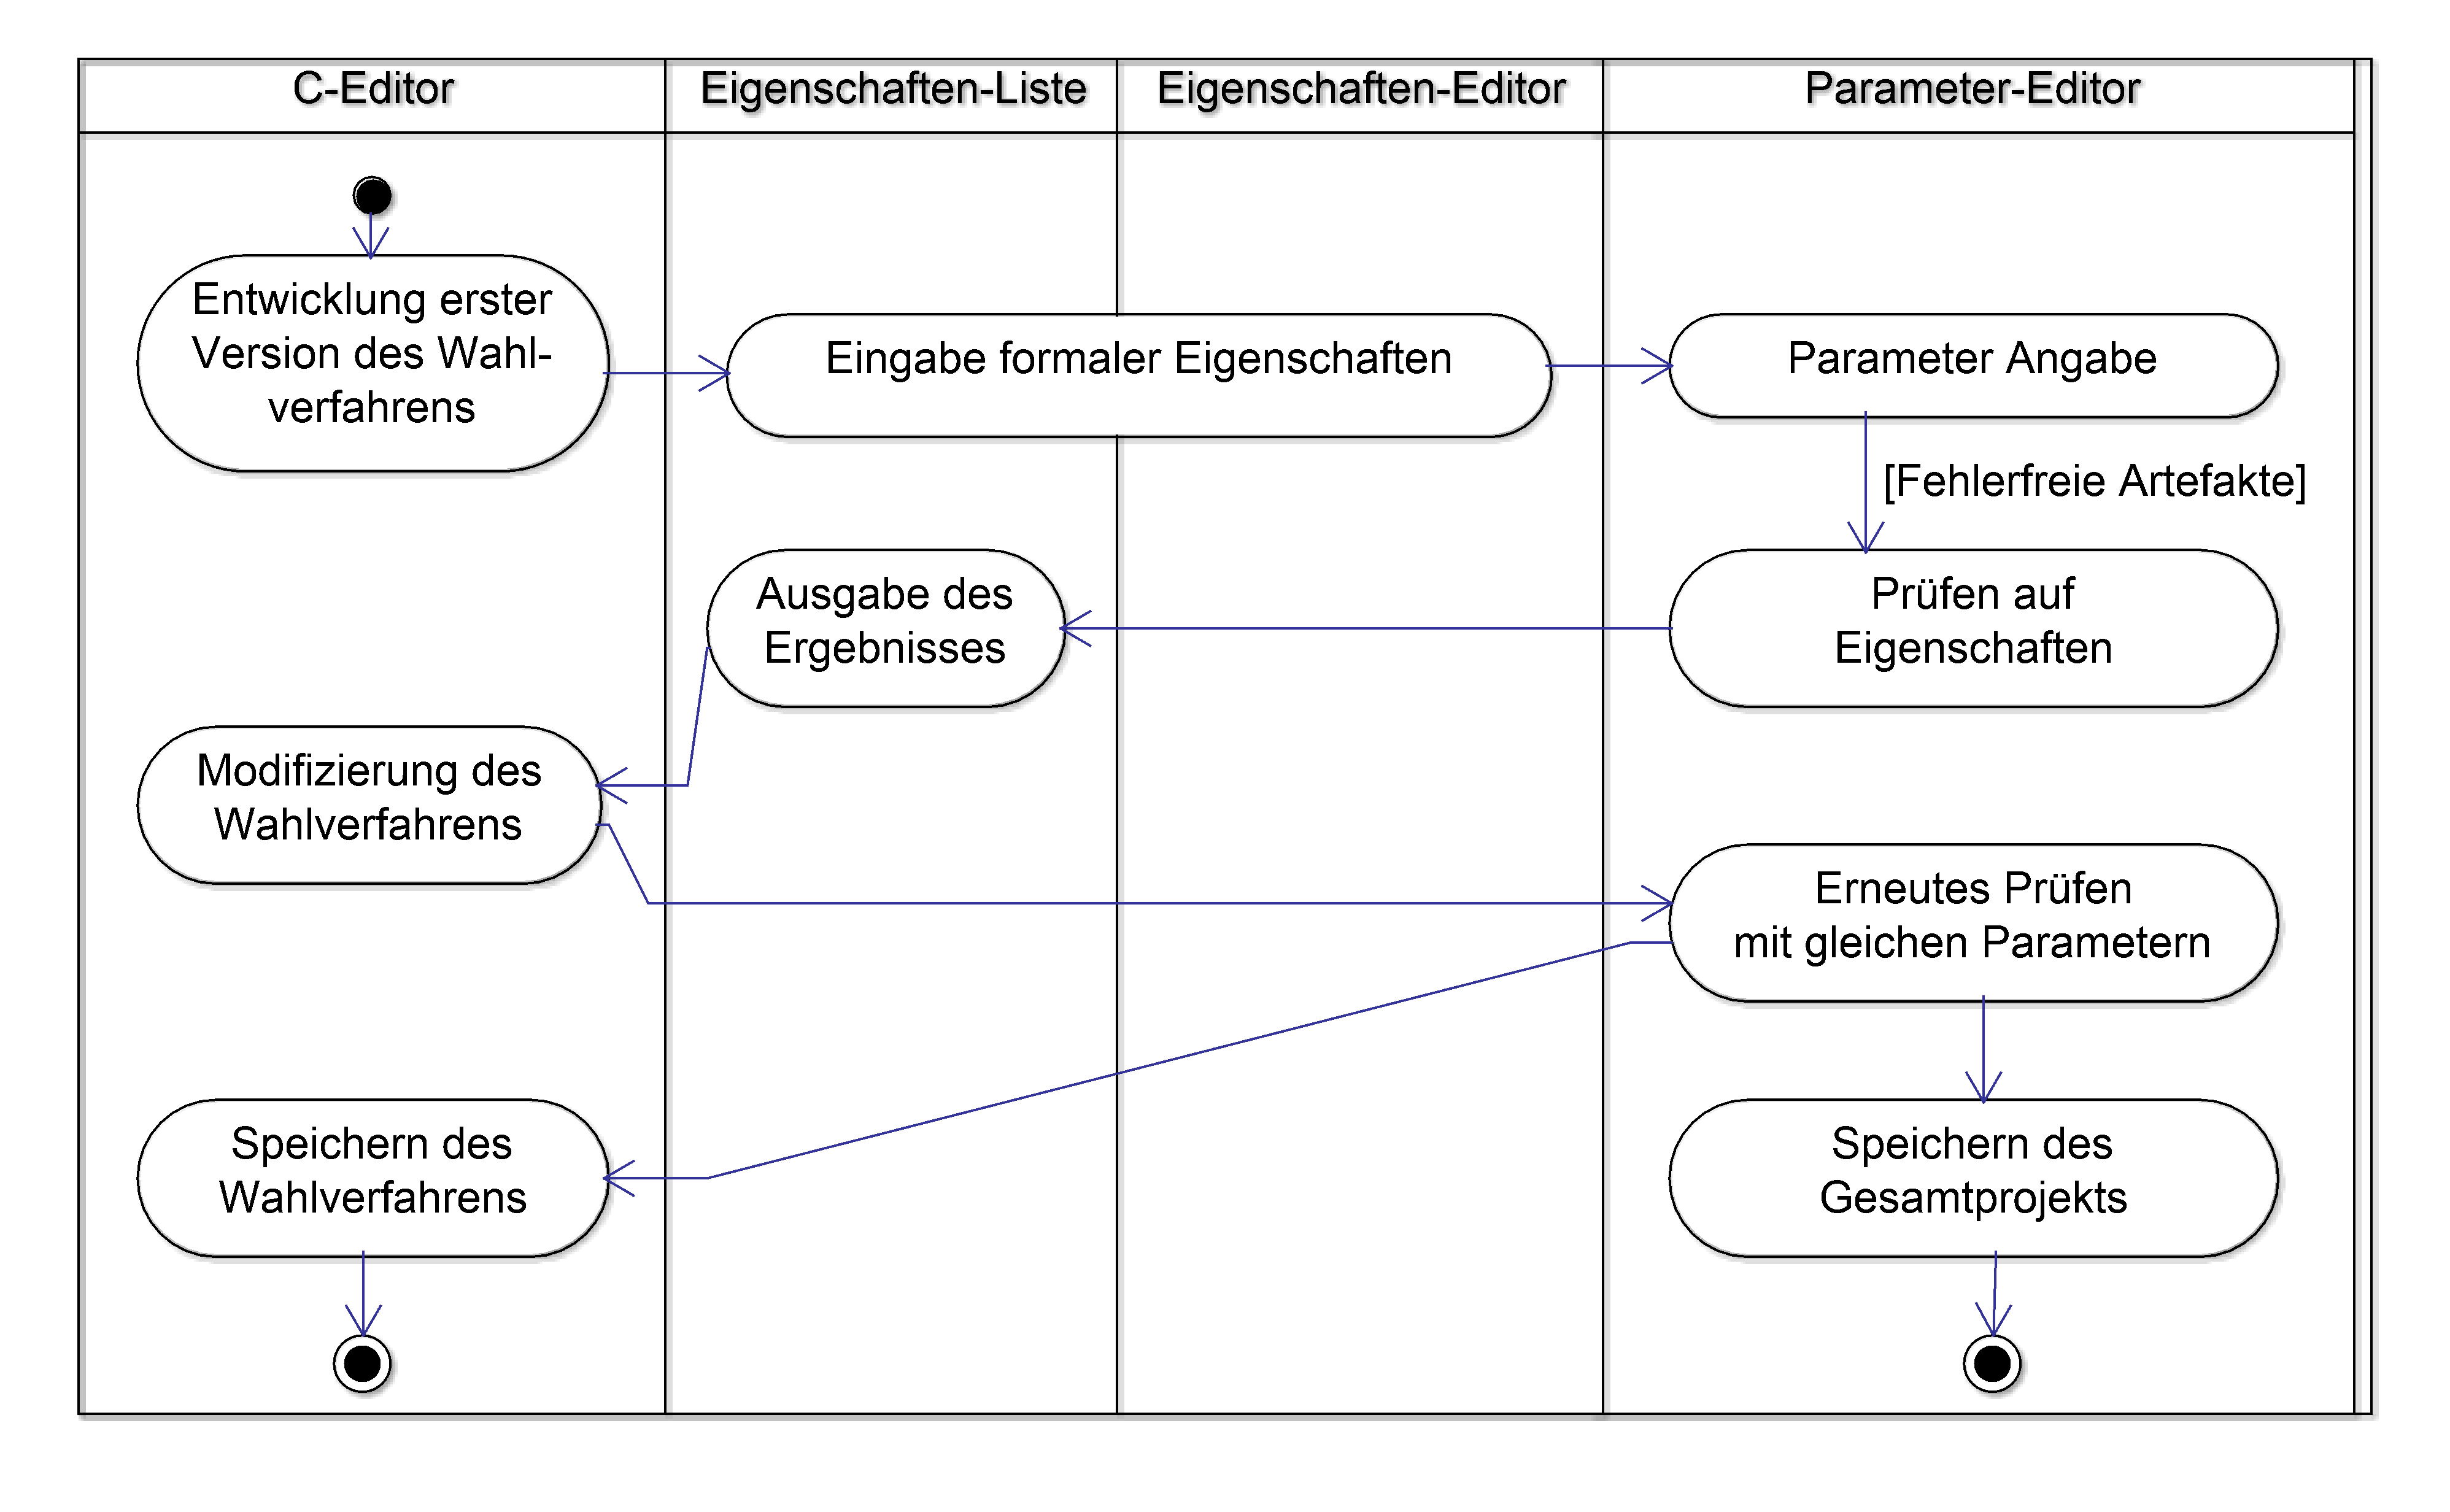 C-Editor
Eigenschaften-Liste
Eigenschaften-Editor
Parameter-Editor
Entwicklung erster
Version des Wahl-
verfahrens
Eingabe formaler Eigenschaften
Parameter Angabe
[Fehlerfreie Artefakte]
Ausgabe des
Ergebnisses
Prüfen auf
Eigenschaften
Modifizierung des
Wahlverfahrens
Erneutes Prüfen
mit gleichen Parametern
Speichern des
Wahlverfahrens
Speichern des
Gesamtprojekts